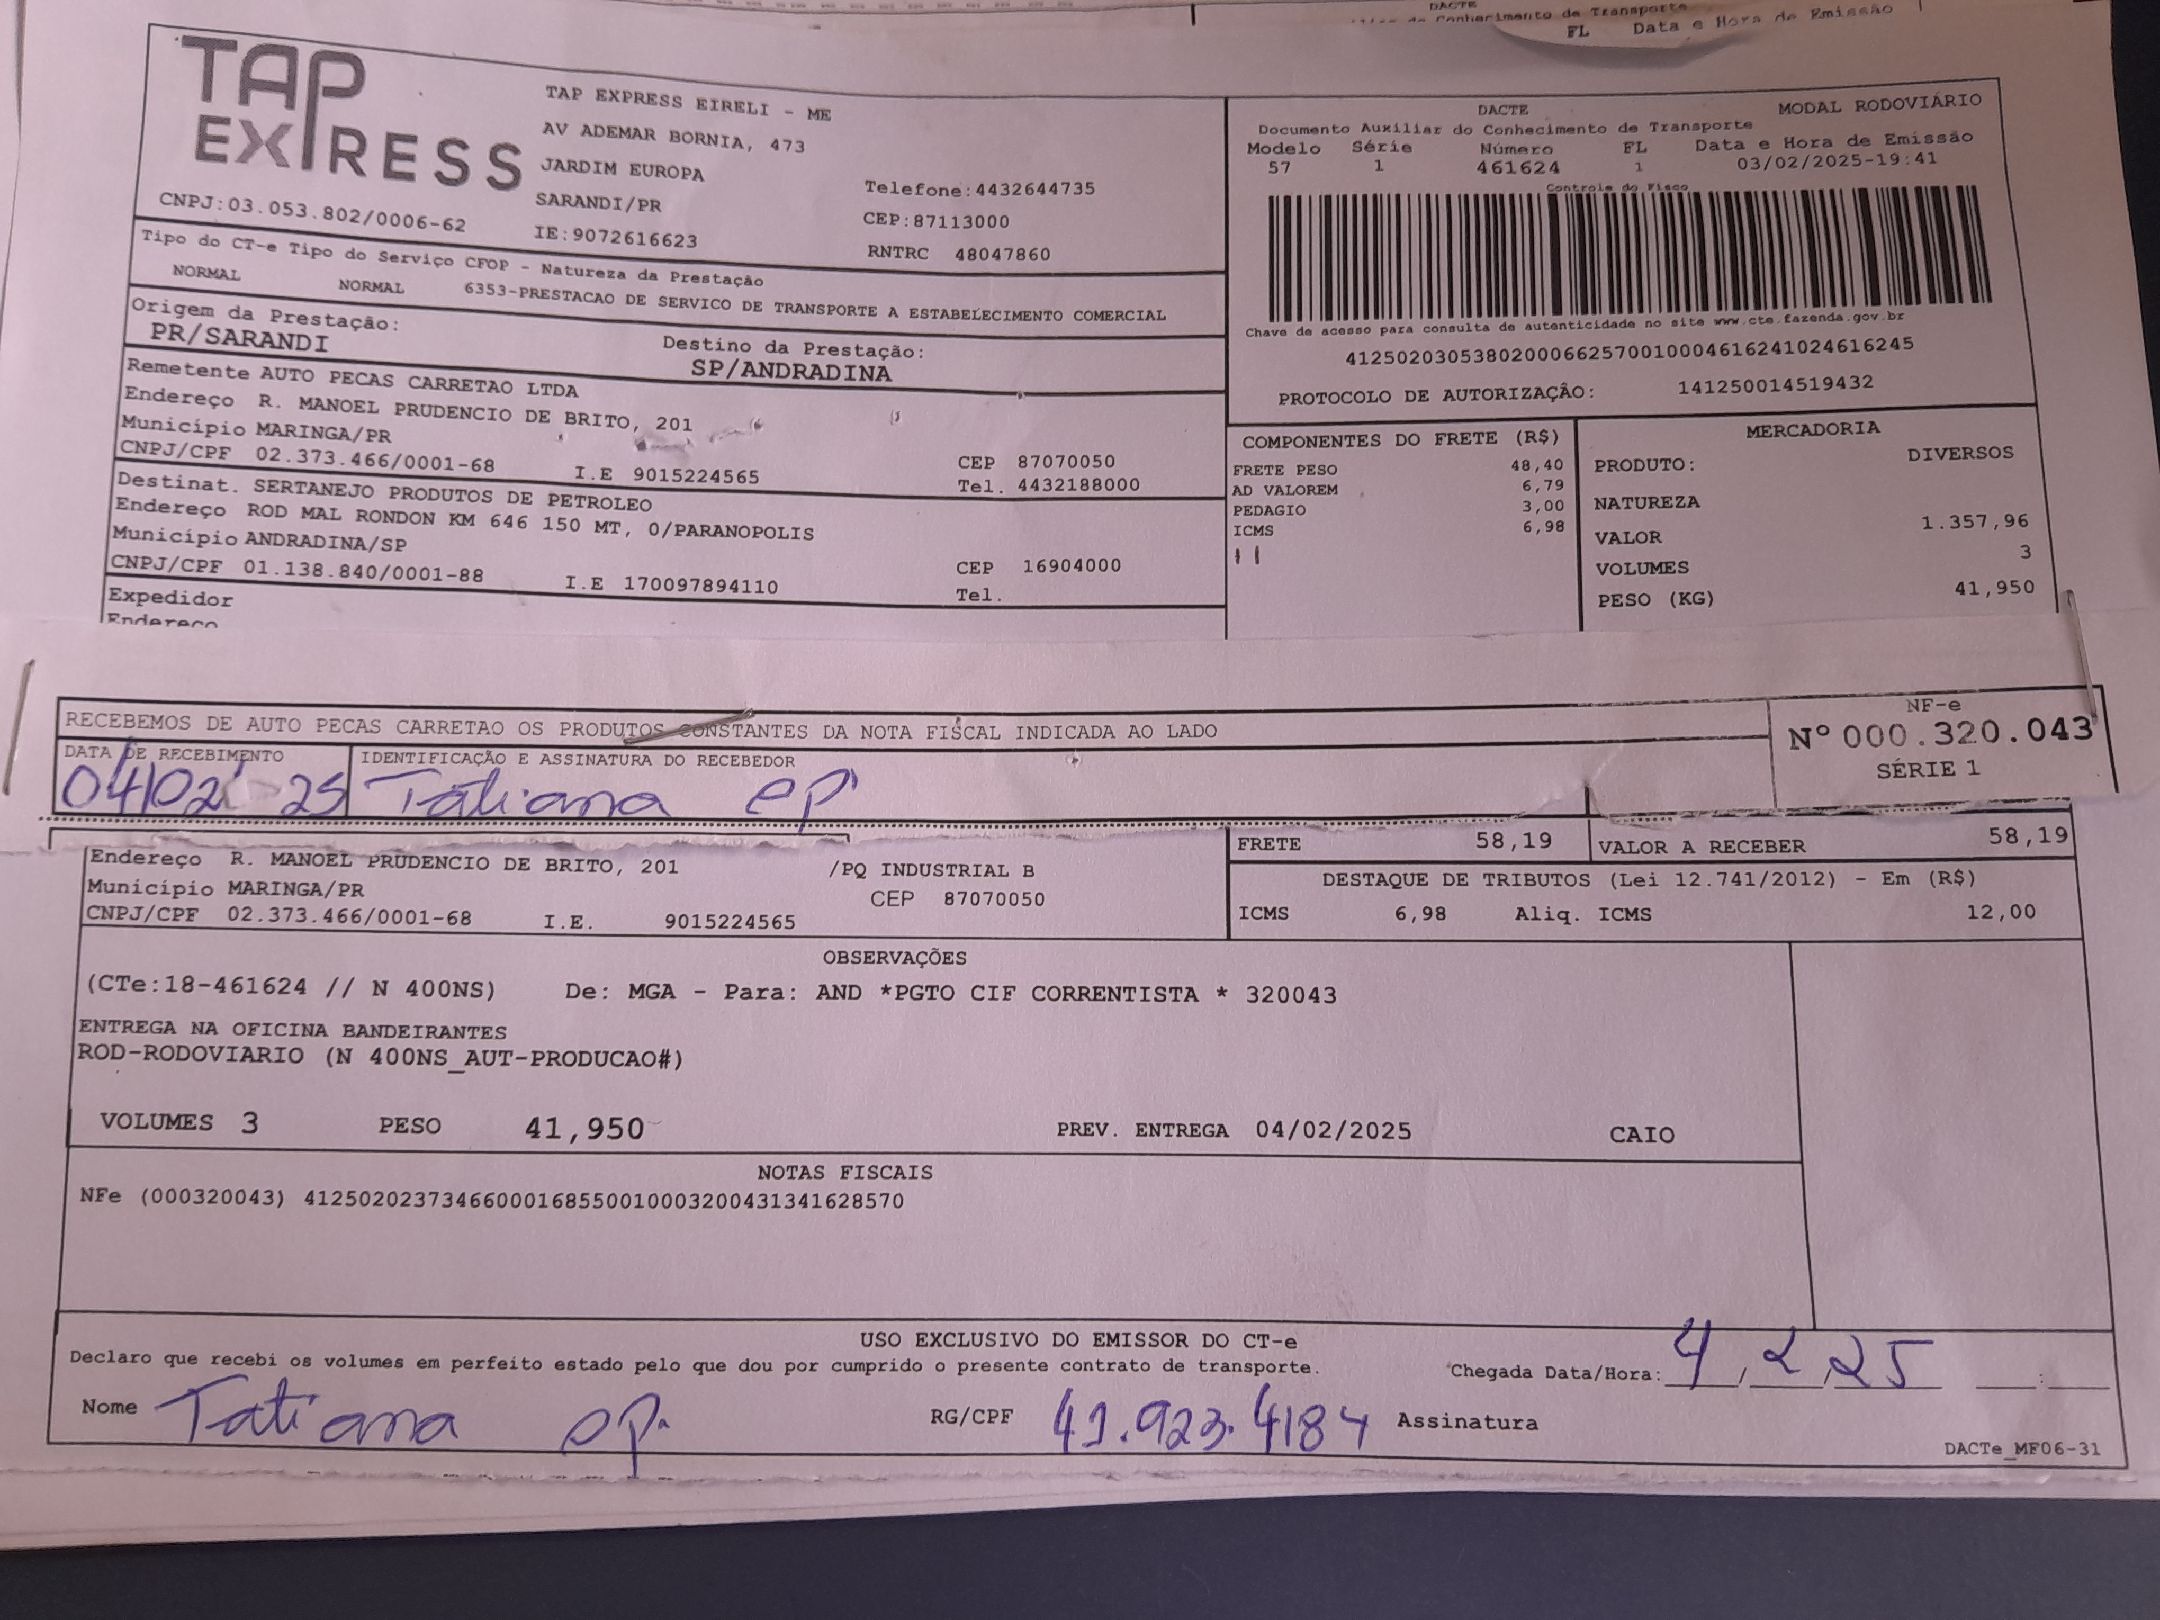 DACTE
Conhecimento de Transporte
FL Data e Hora de Emissão
TAP EXPRESS
TAP EXPRESS EIRELI - ME
AV ADEMAR BORNIA, 473
JARDIM EUROPA
SARANDI/PR
IE:9072616623
CNPJ:03.053.802/0006-62
Telefone:4432644735
CEP:87113000
RNTRC 48047860
DACTE MODAL RODOVIÁRIO
Documento Auxiliar do Conhecimento de Transporte
Modelo Série Número FL Data e Hora de Emissão
57 1 461624 1 03/02/2025-19:41
Controle do Fisco
Chave de acesso para consulta de autenticidade no site www.cte.fazenda.gov.br
41250203053802000662570010004616241024616245
PROTOCOLO DE AUTORIZAÇÃO: 141250014519432
Tipo do CT-e Tipo do Serviço CFOP - Natureza da Prestação
NORMAL NORMAL 6353-PRESTACAO DE SERVICO DE TRANSPORTE A ESTABELECIMENTO COMERCIAL
Origem da Prestação: Destino da Prestação:
PR/SARANDI SP/ANDRADINA
Remetente AUTO PECAS CARRETAO LTDA
Endereço R. MANOEL PRUDENCIO DE BRITO, 201
Município MARINGA/PR CEP 87070050
CNPJ/CPF 02.373.466/0001-68 I.E 9015224565 Tel. 4432188000
Destinat. SERTANEJO PRODUTOS DE PETROLEO
Endereço ROD MAL RONDON KM 646 150 MT, 0/PARANOPOLIS
Município ANDRADINA/SP CEP 16904000
CNPJ/CPF 01.138.840/0001-88 I.E 170097894110 Tel.
Expedidor
Endereço
COMPONENTES DO FRETE (R$)
FRETE PESO 48,40
AD VALOREM 6,79
PEDAGIO 3,00
ICMS 6,98
MERCADORIA
PRODUTO: DIVERSOS
NATUREZA
VALOR 1.357,96
VOLUMES 3
PESO (KG) 41,950
RECEBEMOS DE AUTO PECAS CARRETAO OS PRODUTOS CONSTANTES DA NOTA FISCAL INDICADA AO LADO
NF-e
Nº 000.320.043
SÉRIE 1
DATA DE RECEBIMENTO IDENTIFICAÇÃO E ASSINATURA DO RECEBEDOR
04/02 25 Tatiana ep
Endereço R. MANOEL PRUDENCIO DE BRITO, 201 /PQ INDUSTRIAL B
Município MARINGA/PR CEP 87070050
CNPJ/CPF 02.373.466/0001-68 I.E. 9015224565
FRETE 58,19 VALOR A RECEBER 58,19
DESTAQUE DE TRIBUTOS (Lei 12.741/2012) - Em (R$)
ICMS 6,98 Aliq. ICMS 12,00
OBSERVAÇÕES
(CTe:18-461624 // N 400NS) De: MGA - Para: AND *PGTO CIF CORRENTISTA * 320043
ENTREGA NA OFICINA BANDEIRANTES
ROD-RODOVIARIO (N 400NS_AUT-PRODUCAO#)
VOLUMES 3 PESO 41,950 PREV. ENTREGA 04/02/2025 CAIO
NOTAS FISCAIS
NFe (000320043) 41250202373466000168550010003200431341628570
USO EXCLUSIVO DO EMISSOR DO CT-e
Declaro que recebi os volumes em perfeito estado pelo que dou por cumprido o presente contrato de transporte.
Chegada Data/Hora: 4/2/25 :
Nome Tatiana ep. RG/CPF 41.923.4184 Assinatura
DACTe_MF06-31